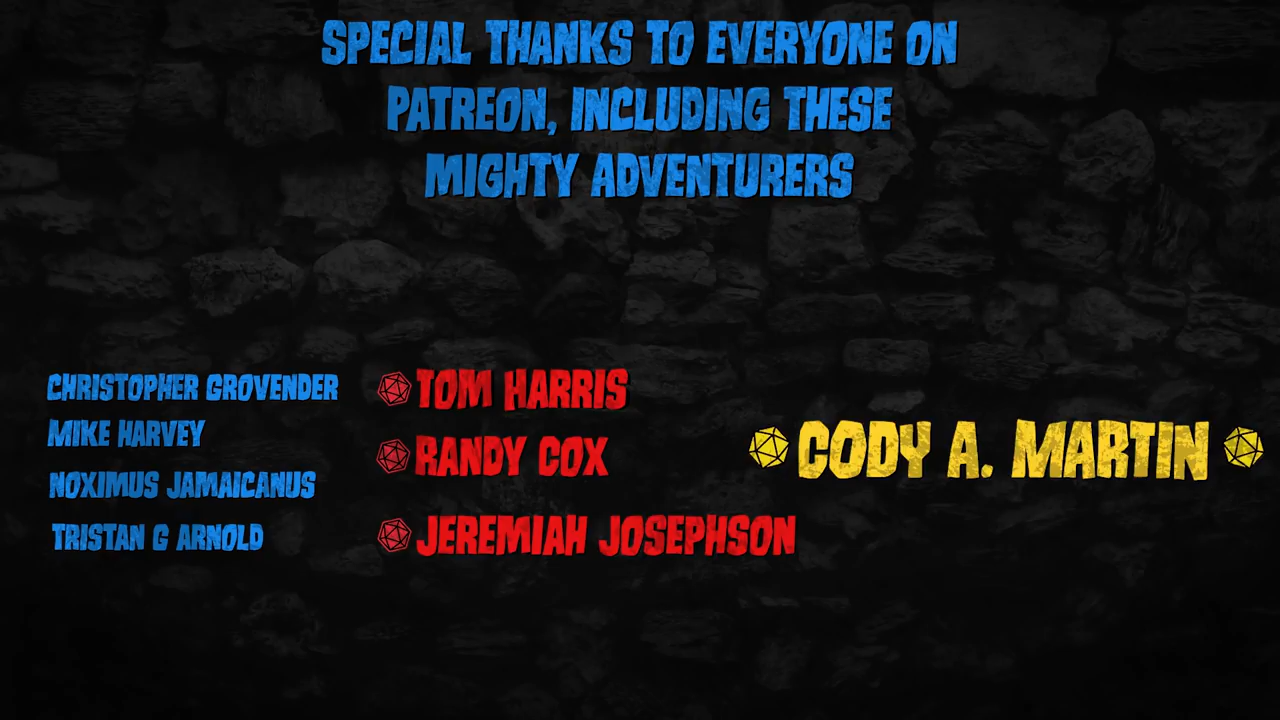 SPECIAL THANKS TO EVERYONE ON
PATREON, INCLUDING THESE
MIGHTY ADVENTURERS
CHRISTOPHER GROVENDER
MIKE HARVEY
NOXIMUS JAMAICANUS
TRISTAN G ARNOLD
TOM HARRIS
RANDY COX
JEREMIAH JOSEPHSON
CODY A. MARTIN